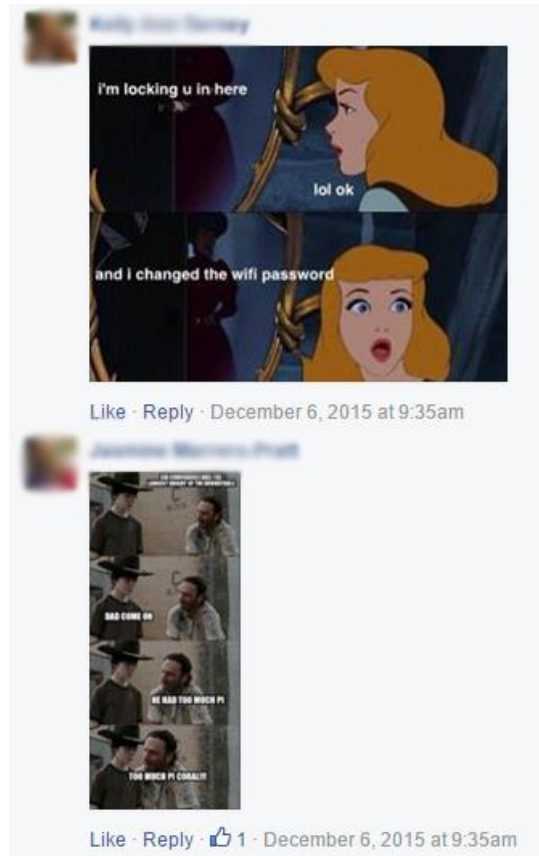 i'm locking u in here
lol ok
and i changed the wifi password
Like · Reply · December 6, 2015 at 9:35am
DAD COME ON
HE HAD TOO MUCH PI
TOO MUCH PI CORAL!!!
Like · Reply · 1 · December 6, 2015 at 9:35am